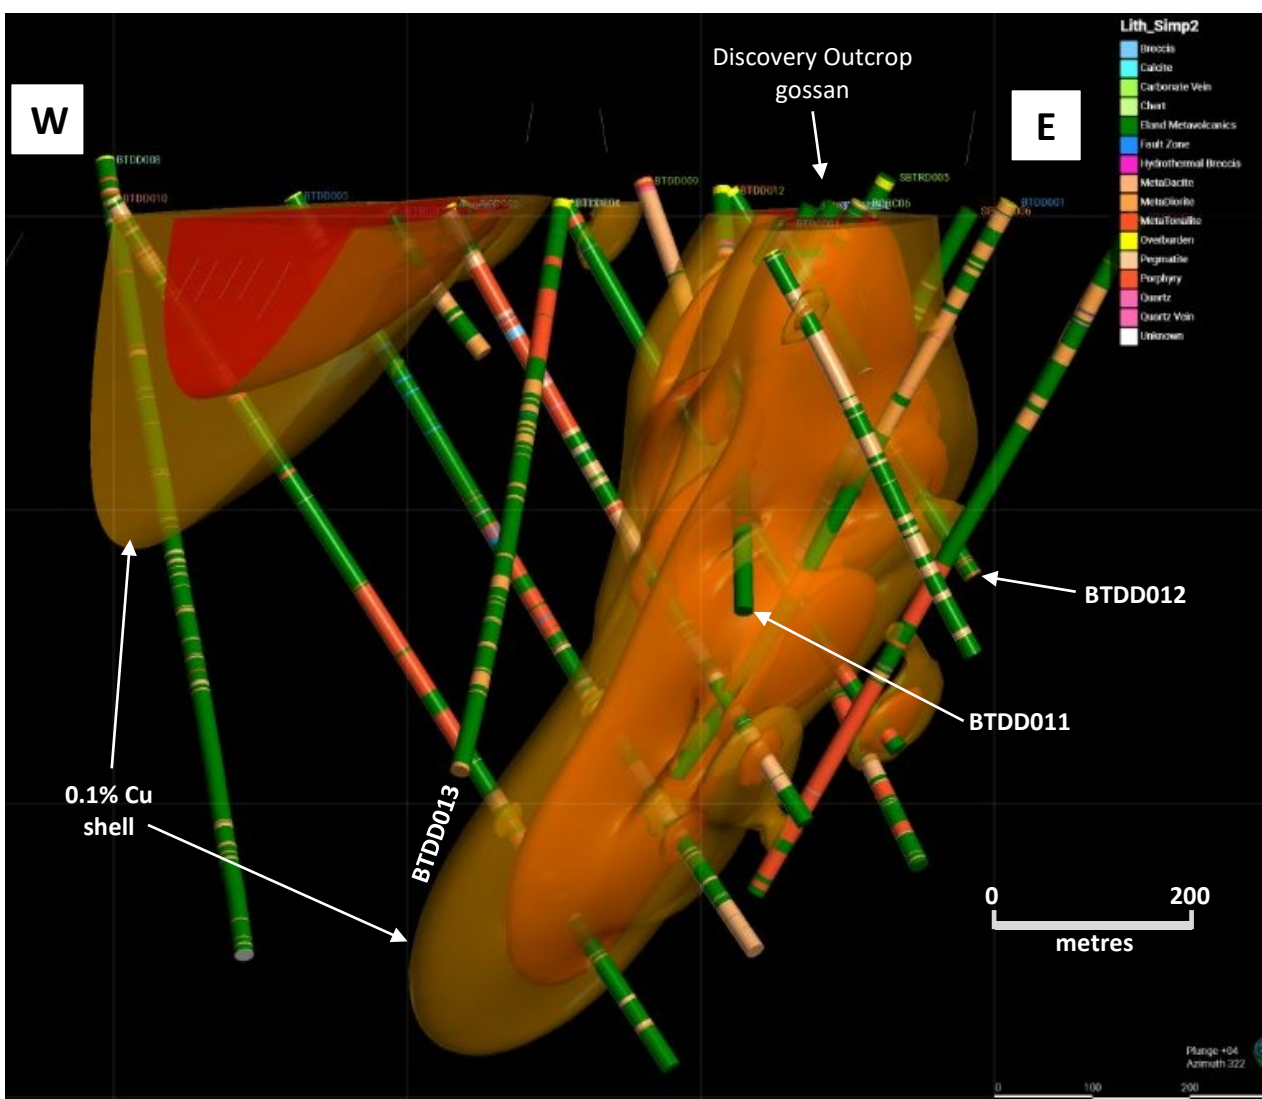 Lith_Simp2
Breccia
Calcite
Carbonate Vein
Chert
Eland Metavolcanics
Fault Zone
Hydrothermal Breccia
MetaDacite
MetaDiorite
MetaTonalite
Overburden
Pegmatite
Porphyry
Quartz
Quartz Vein
Unknown
Discovery Outcrop
gossan
W
E
BTDD008
BTDD010
BTDD005
BTDD009
BTDD012
SBTRD005
BTDD001
BTDD012
BTDD011
0.1% Cu
shell
BTDD013
0 200
metres
Plunge +04
Azimuth 322
0 100 200